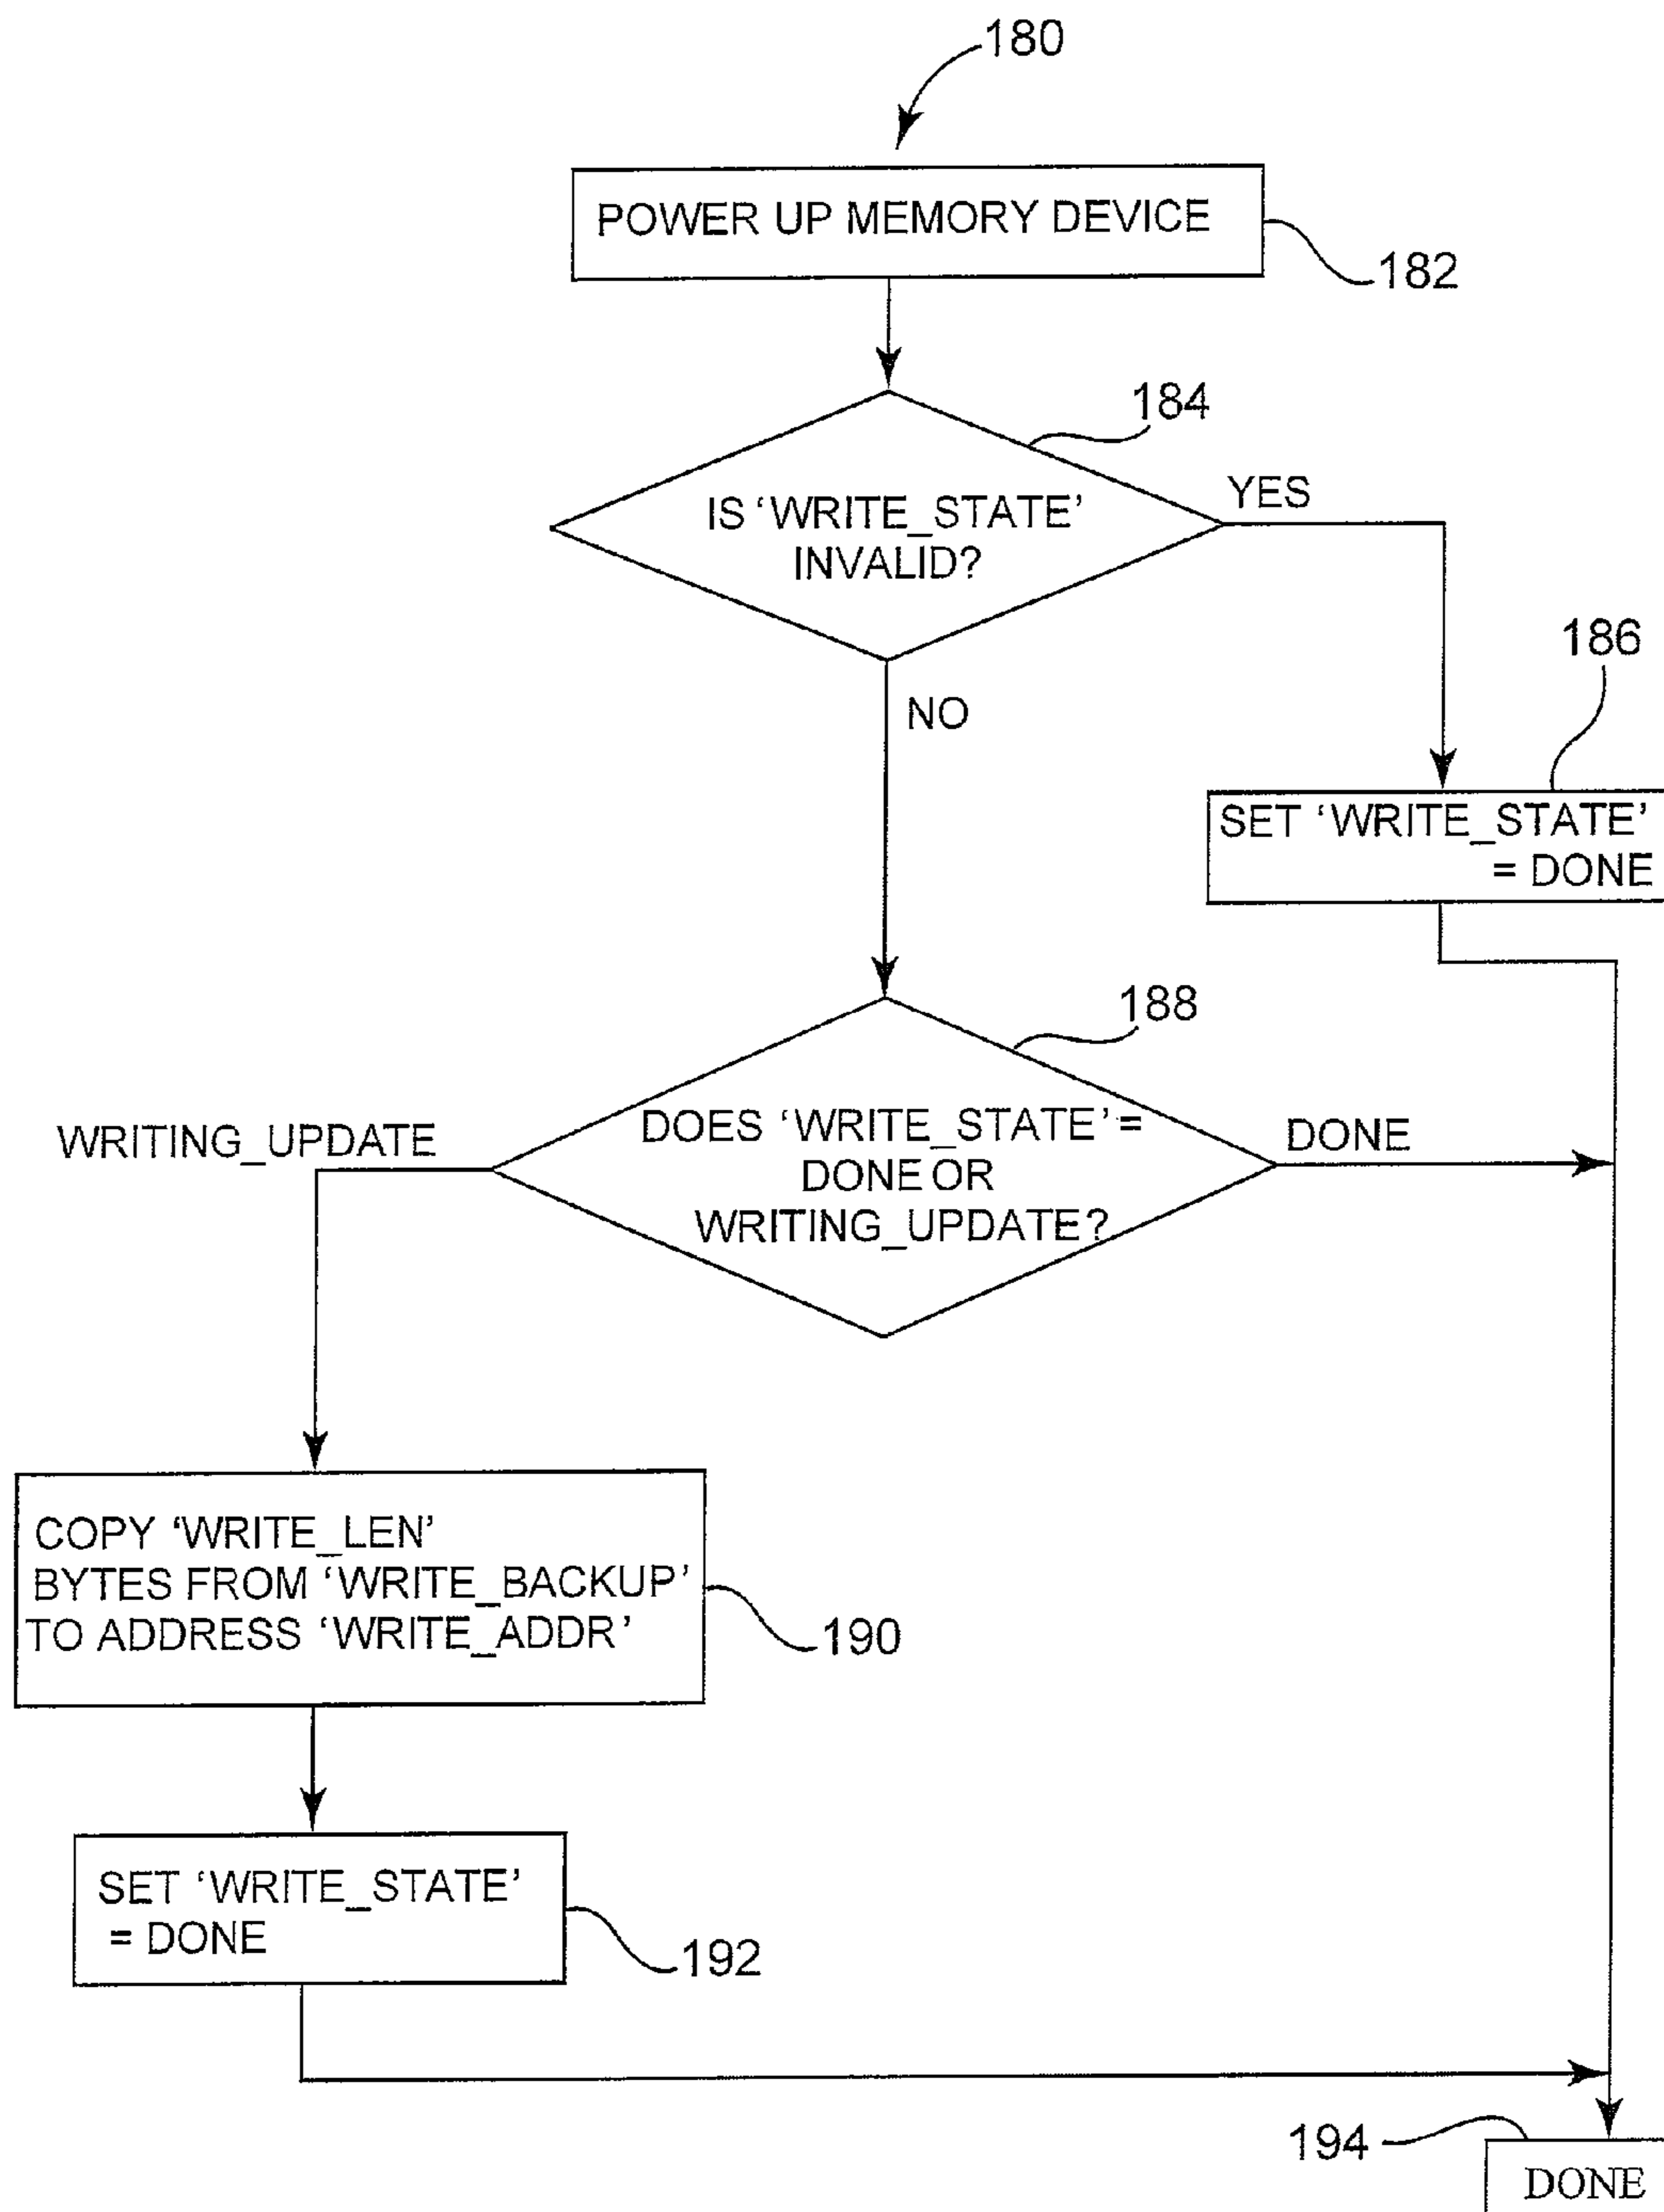 180
POWER UP MEMORY DEVICE
182
184
IS ‘WRITE_STATE’
INVALID?
YES
NO
186
SET ‘WRITE_STATE’
= DONE
188
WRITING_UPDATE
DOES ‘WRITE_STATE’=
DONE OR
WRITING_UPDATE?
DONE
COPY ‘WRITE_LEN’
BYTES FROM ‘WRITE_BACKUP’
TO ADDRESS ‘WRITE_ADDR’
190
SET ‘WRITE_STATE’
= DONE
192
194
DONE